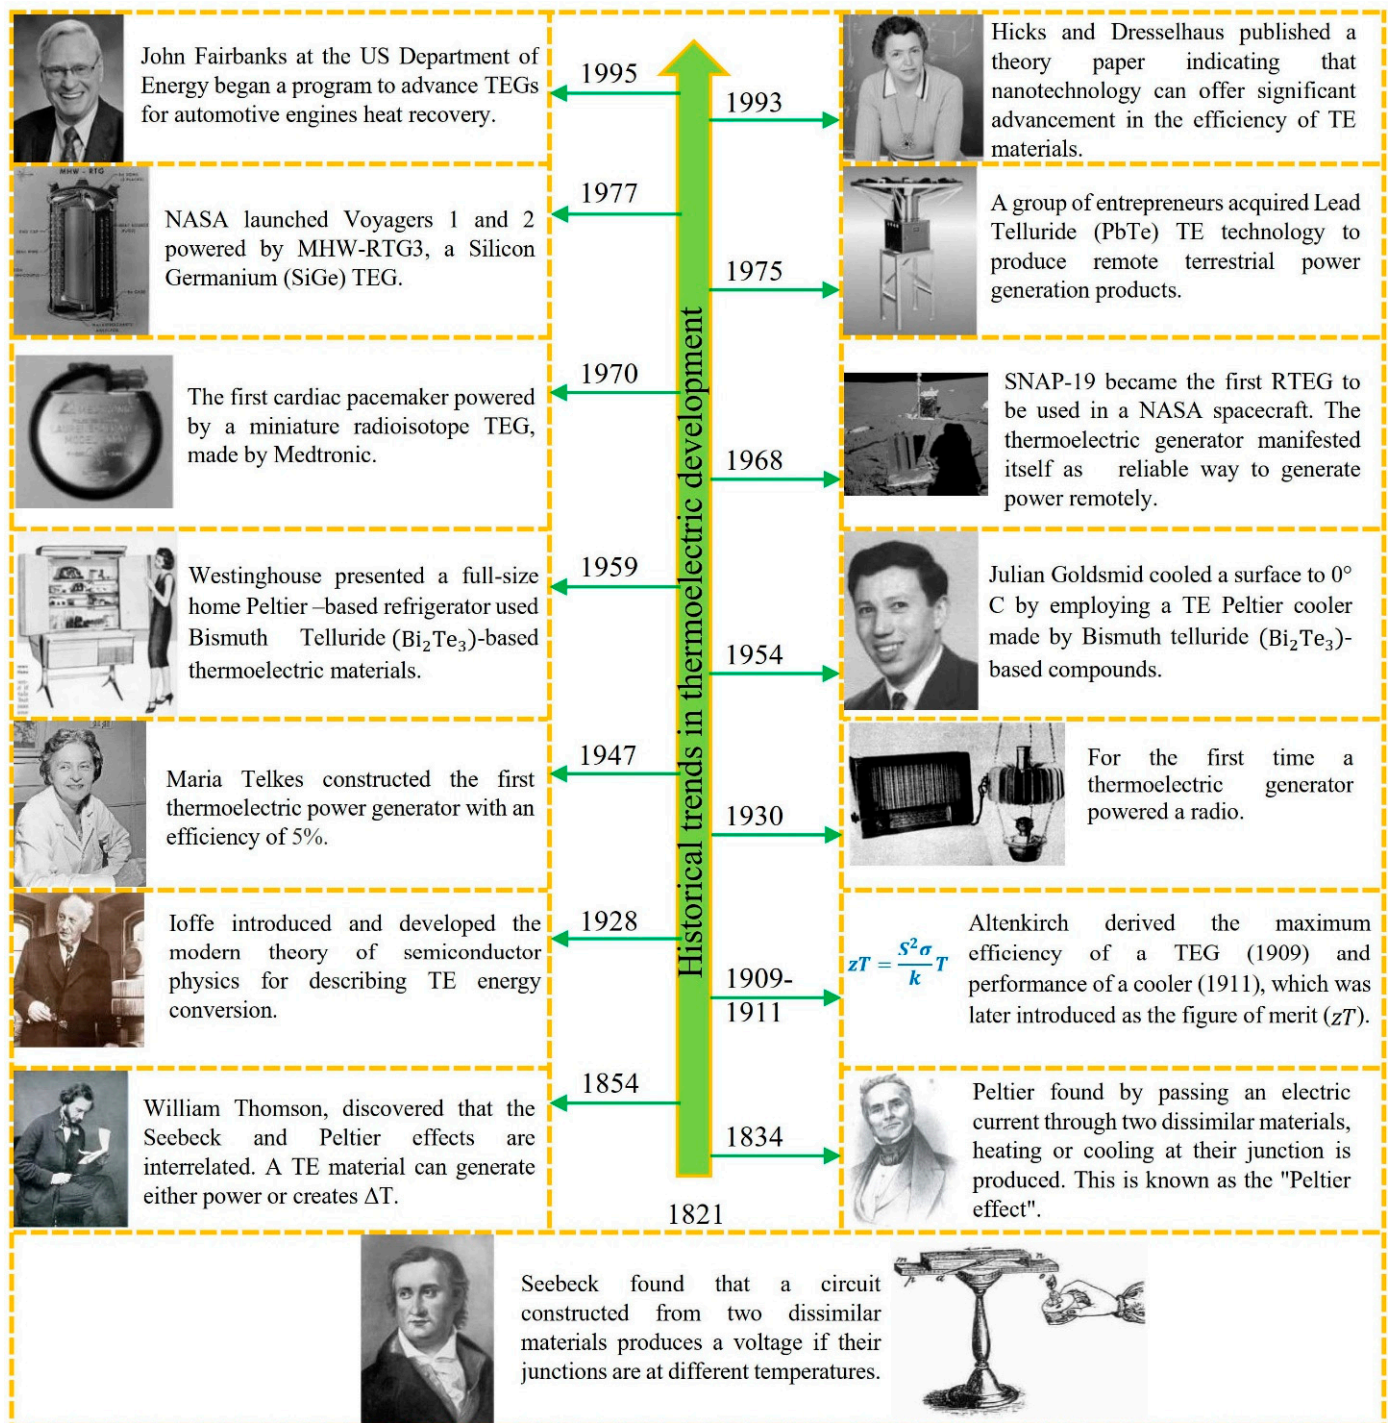 John Fairbanks at the US Department of
Energy began a program to advance TEGs
for automotive engines heat recovery.
1995
1993
Hicks and Dresselhaus published a
theory paper indicating that
nanotechnology can offer significant
advancement in the efficiency of TE
materials.
MHW - RTG
NASA launched Voyagers 1 and 2
powered by MHW-RTG3, a Silicon
Germanium (SiGe) TEG.
1977
1975
A group of entrepreneurs acquired Lead
Telluride (PbTe) TE technology to
produce remote terrestrial power
generation products.
The first cardiac pacemaker powered
by a miniature radioisotope TEG,
made by Medtronic.
1970
1968
SNAP-19 became the first RTEG to
be used in a NASA spacecraft. The
thermoelectric generator manifested
itself as reliable way to generate
power remotely.
Historical trends in thermoelectric development
Westinghouse presented a full-size
home Peltier –based refrigerator used
Bismuth Telluride (Bi₂Te₃)-based
thermoelectric materials.
1959
1954
Julian Goldsmid cooled a surface to 0°
C by employing a TE Peltier cooler
made by Bismuth telluride (Bi₂Te₃)-
based compounds.
Maria Telkes constructed the first
thermoelectric power generator with an
efficiency of 5%.
1947
1930
For the first time a
thermoelectric generator
powered a radio.
Ioffe introduced and developed the
modern theory of semiconductor
physics for describing TE energy
conversion.
1928
1909-
1911
zT = S²σ/k T
Altenkirch derived the maximum
efficiency of a TEG (1909) and
performance of a cooler (1911), which was
later introduced as the figure of merit (zT).
William Thomson, discovered that the
Seebeck and Peltier effects are
interrelated. A TE material can generate
either power or creates ΔT.
1854
1834
Peltier found by passing an electric
current through two dissimilar materials,
heating or cooling at their junction is
produced. This is known as the "Peltier
effect".
1821
Seebeck found that a circuit
constructed from two dissimilar
materials produces a voltage if their
junctions are at different temperatures.